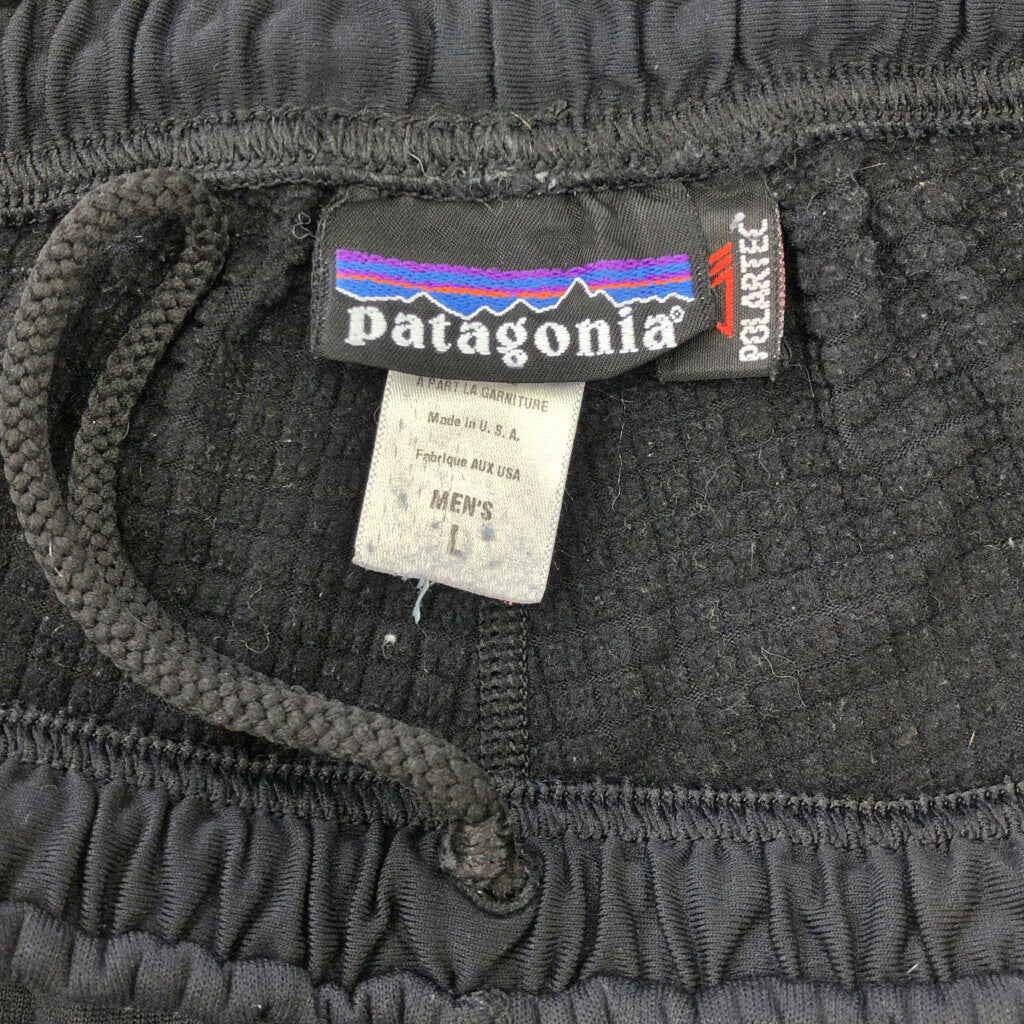 patagonia®
POLARTEC®
A PART LA GARNITURE
Made in U. S. A.
Fabrique AUX USA
MEN'S
L